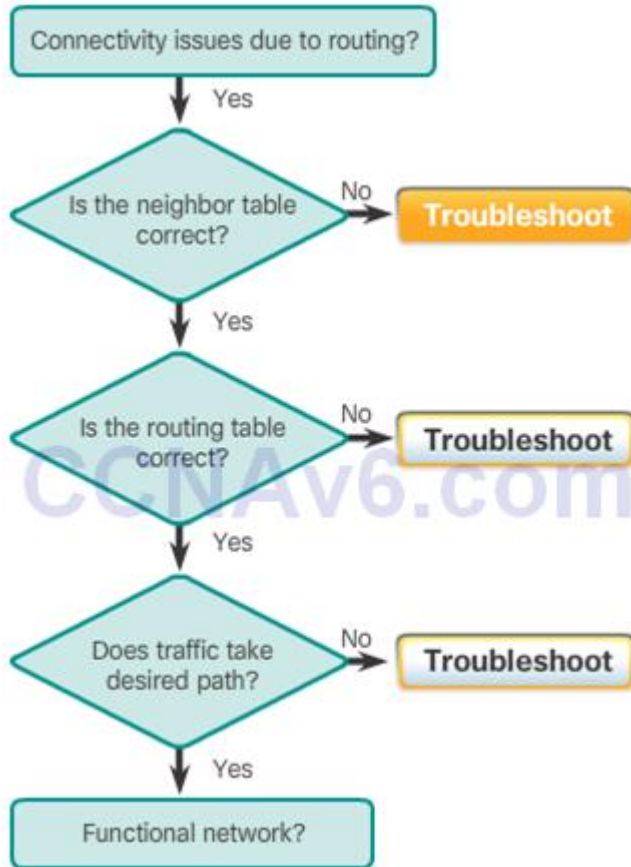 Connectivity issues due to routing?
Yes
Is the neighbor table
correct?
No
Troubleshoot
Yes
Is the routing table
correct?
No
Troubleshoot
CCNAv6.com
Yes
Does traffic take
desired path?
No
Troubleshoot
Yes
Functional network?